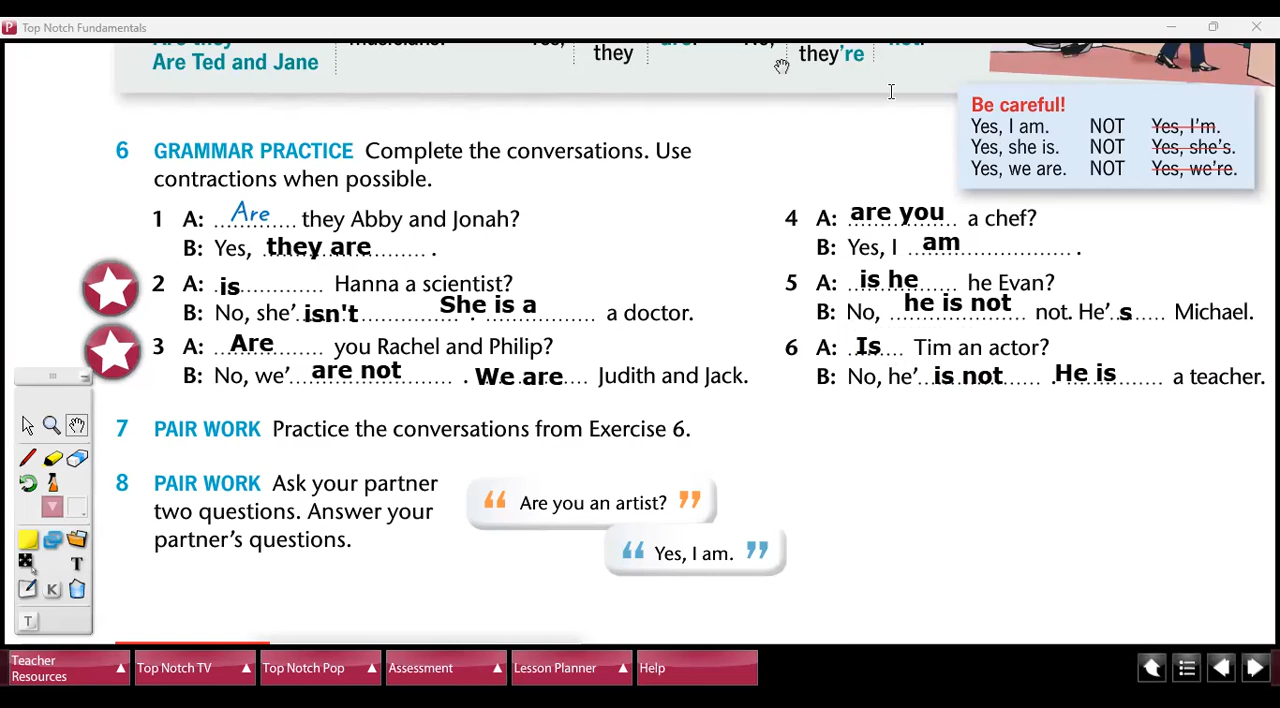 Top Notch Fundamentals
they
they're
Are Ted and Jane
Be careful!
Yes, I am. NOT Yes, I'm.
Yes, she is. NOT Yes, she's.
Yes, we are. NOT Yes, we're.
6 GRAMMAR PRACTICE Complete the conversations. Use
contractions when possible.
1 A: Are they Abby and Jonah?
B: Yes, they are .
2 A: is Hanna a scientist?
B: No, she' isn't . She is a a doctor.
3 A: Are you Rachel and Philip?
B: No, we' are not . We are Judith and Jack.
4 A: are you a chef?
B: Yes, I am .
5 A: is he he Evan?
B: No, he is not not. He' s Michael.
6 A: Is Tim an actor?
B: No, he' is not . He is a teacher.
7 PAIR WORK Practice the conversations from Exercise 6.
8 PAIR WORK Ask your partner
two questions. Answer your
partner's questions.
“ Are you an artist? ”
“ Yes, I am. ”
T
K
T
Teacher
Resources
Top Notch TV
Top Notch Pop
Assessment
Lesson Planner
Help